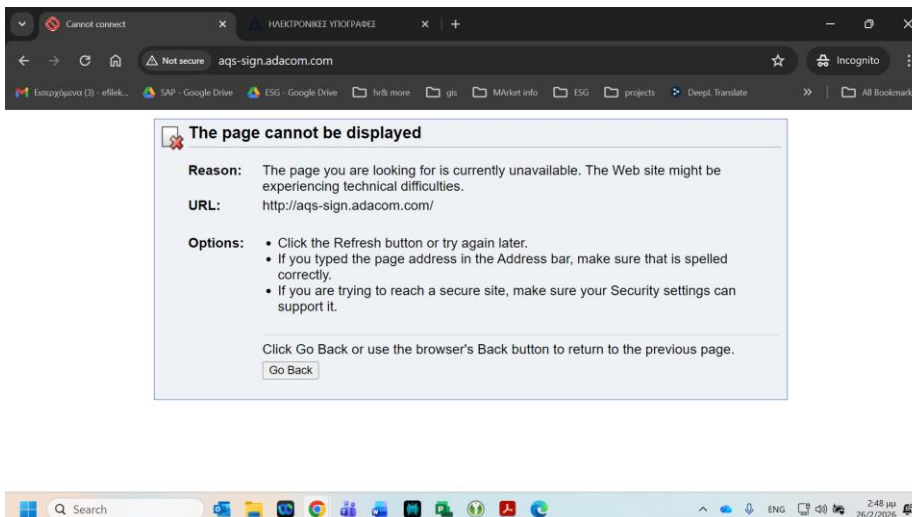 Cannot connect
ΗΛΕΚΤΡΟΝΙΚΕΣ ΥΠΟΓΡΑΦΕΣ
Not secure aqs-sign.adacom.com
Incognito
Εισερχόμενα (3) - efilek... SAP - Google Drive ESG - Google Drive hr& more gis MArket info ESG projects DeepL Translate » All Bookmark
The page cannot be displayed
Reason: The page you are looking for is currently unavailable. The Web site might be
experiencing technical difficulties.
URL: http://aqs-sign.adacom.com/
Options: • Click the Refresh button or try again later.
• If you typed the page address in the Address bar, make sure that is spelled
correctly.
• If you are trying to reach a secure site, make sure your Security settings can
support it.
Click Go Back or use the browser's Back button to return to the previous page.
Go Back
Search
ENG
2:48 μμ
26/2/2026